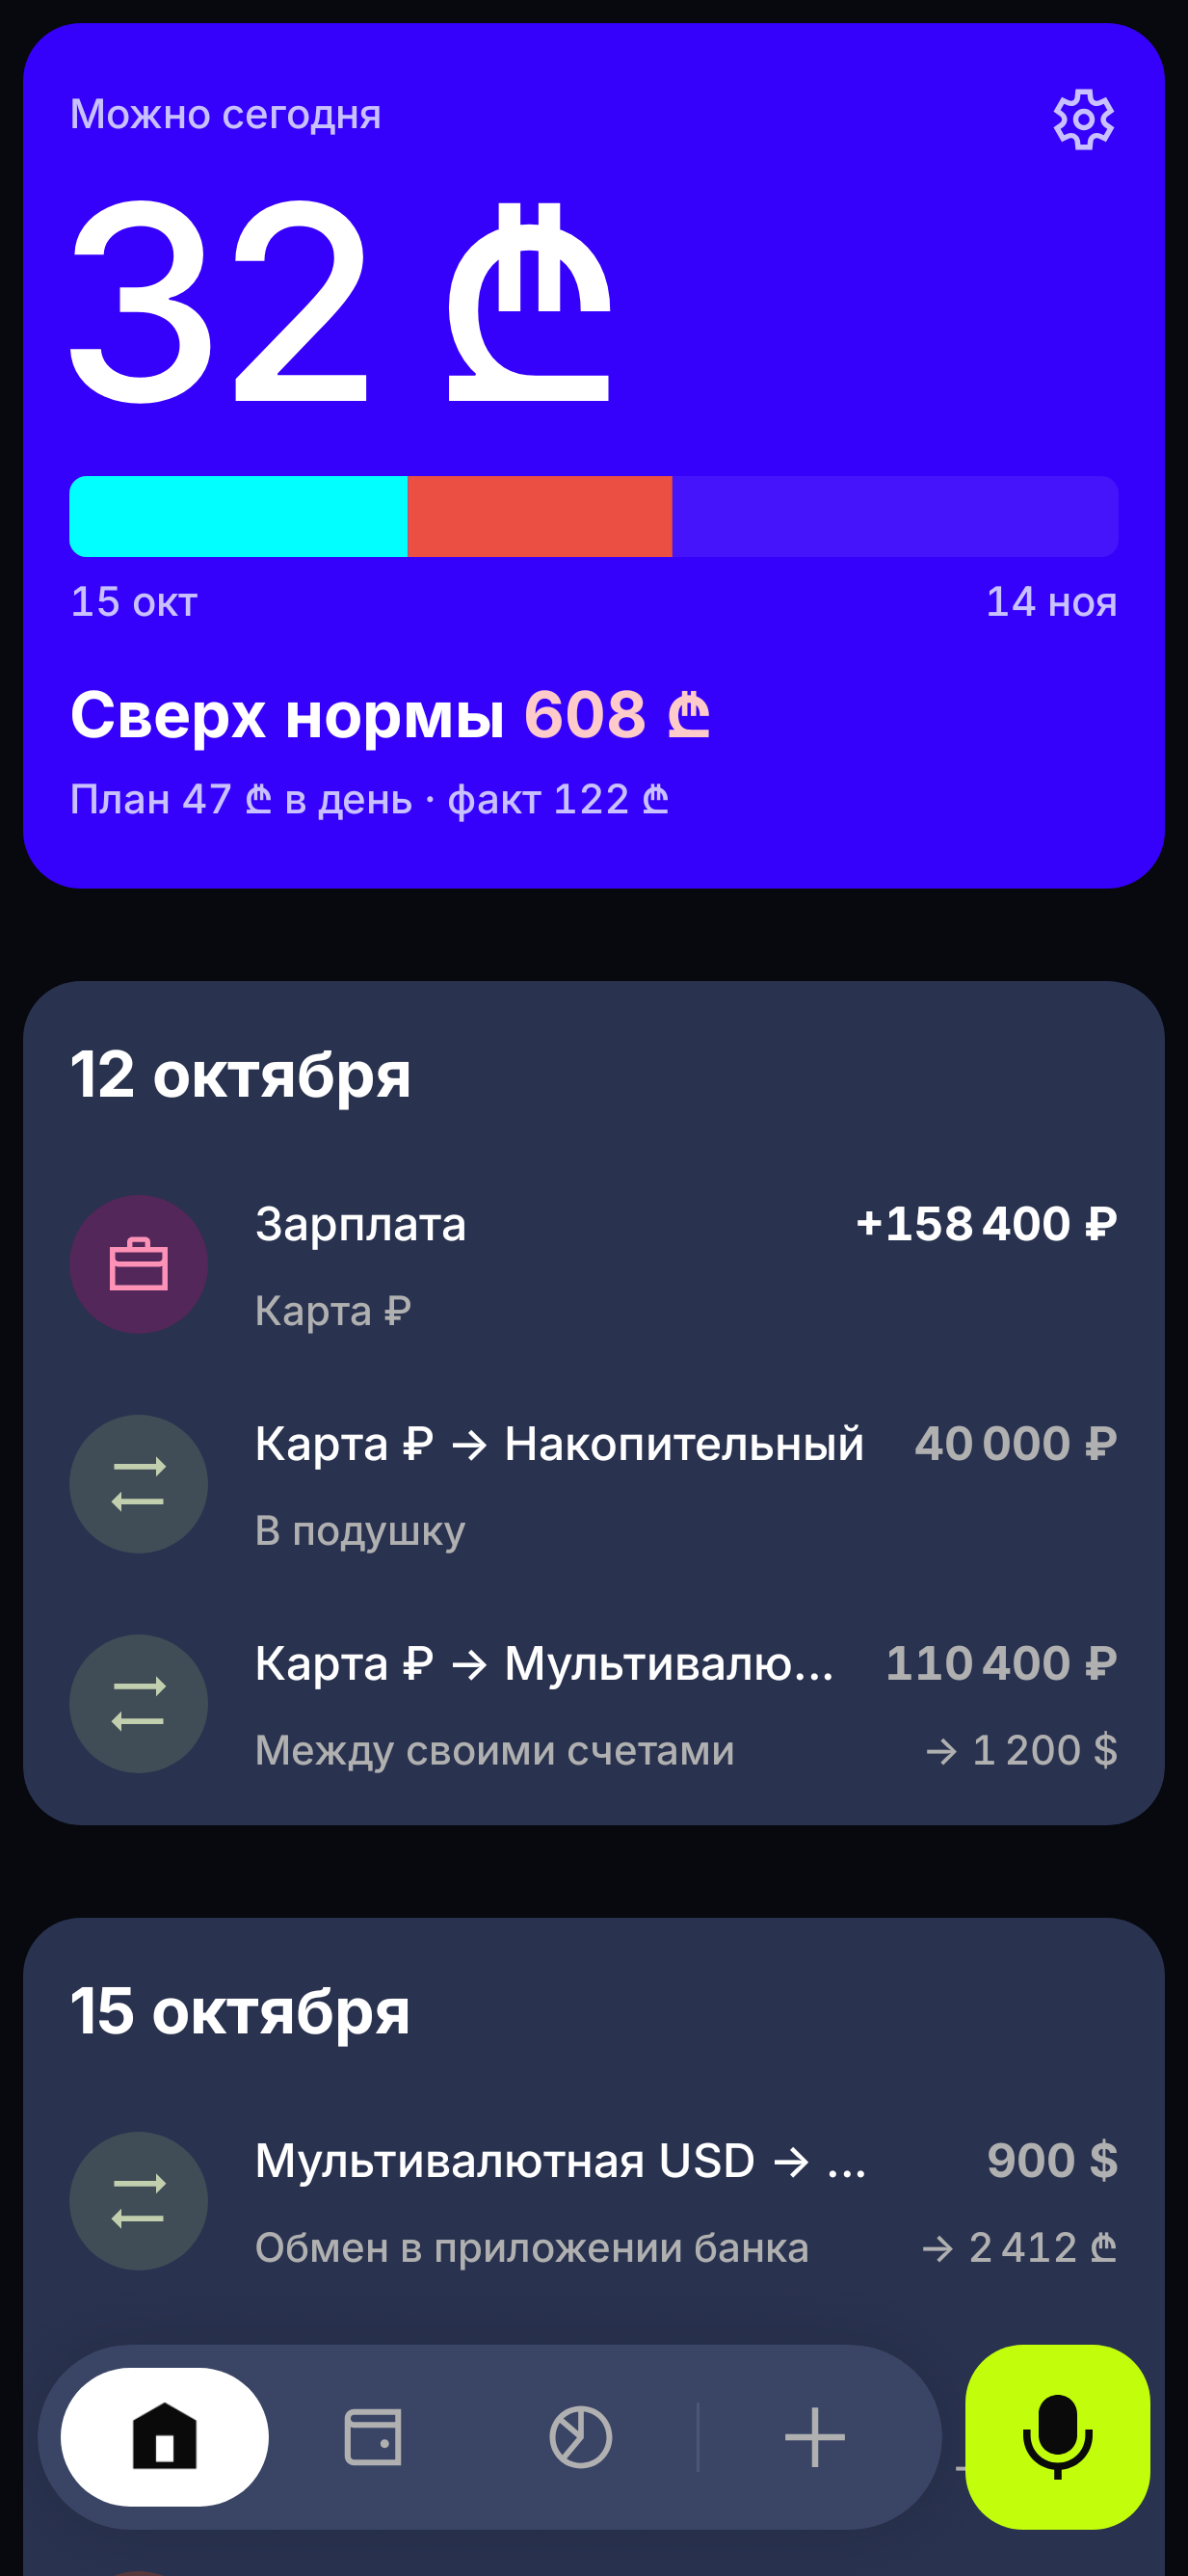 Можно сегодня
32 ₾
15 окт
14 ноя
Сверх нормы 608 ₾
План 47 ₾ в день · факт 122 ₾
12 октября
Зарплата
+158 400 ₽
Карта ₽
Карта ₽ → Накопительный
40 000 ₽
В подушку
Карта ₽ → Мультивалю...
110 400 ₽
Между своими счетами
→ 1 200 $
15 октября
Мультивалютная USD → ...
900 $
Обмен в приложении банка
→ 2 412 ₾